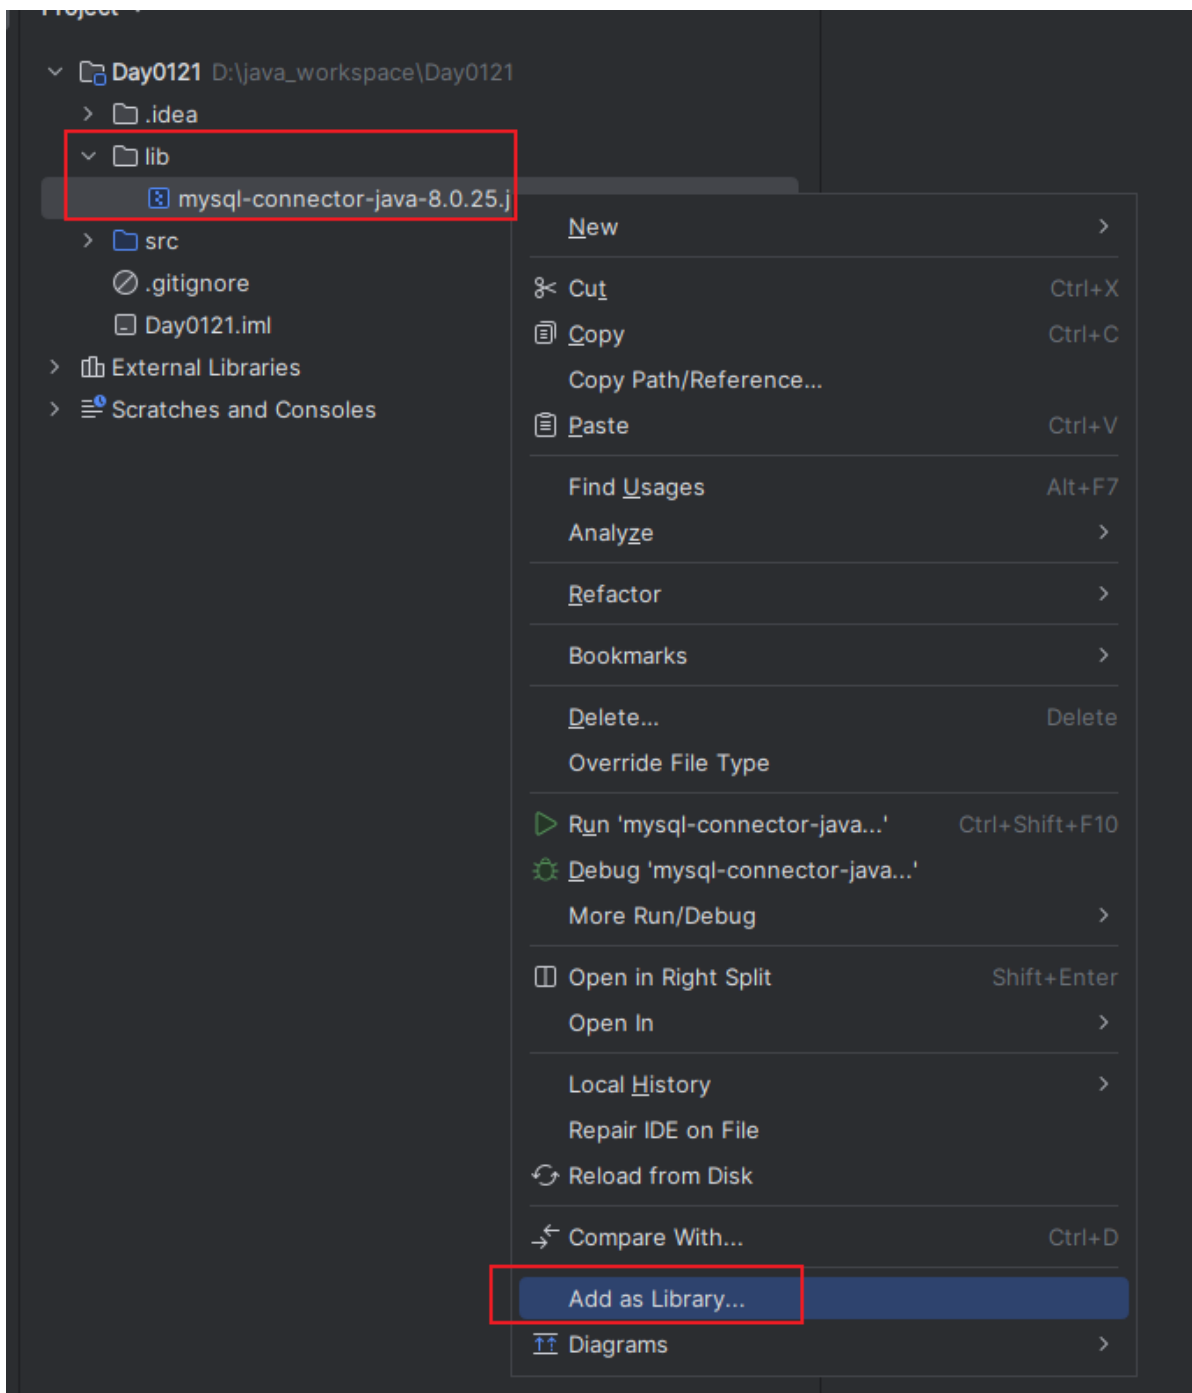 Project
Day0121 D:\java_workspace\Day0121
.idea
lib
mysql-connector-java-8.0.25.j
src
.gitignore
Day0121.iml
External Libraries
Scratches and Consoles
New
Cut Ctrl+X
Copy Ctrl+C
Copy Path/Reference...
Paste Ctrl+V
Find Usages Alt+F7
Analyze
Refactor
Bookmarks
Delete... Delete
Override File Type
Run 'mysql-connector-java...' Ctrl+Shift+F10
Debug 'mysql-connector-java...'
More Run/Debug
Open in Right Split Shift+Enter
Open In
Local History
Repair IDE on File
Reload from Disk
Compare With... Ctrl+D
Add as Library...
Diagrams